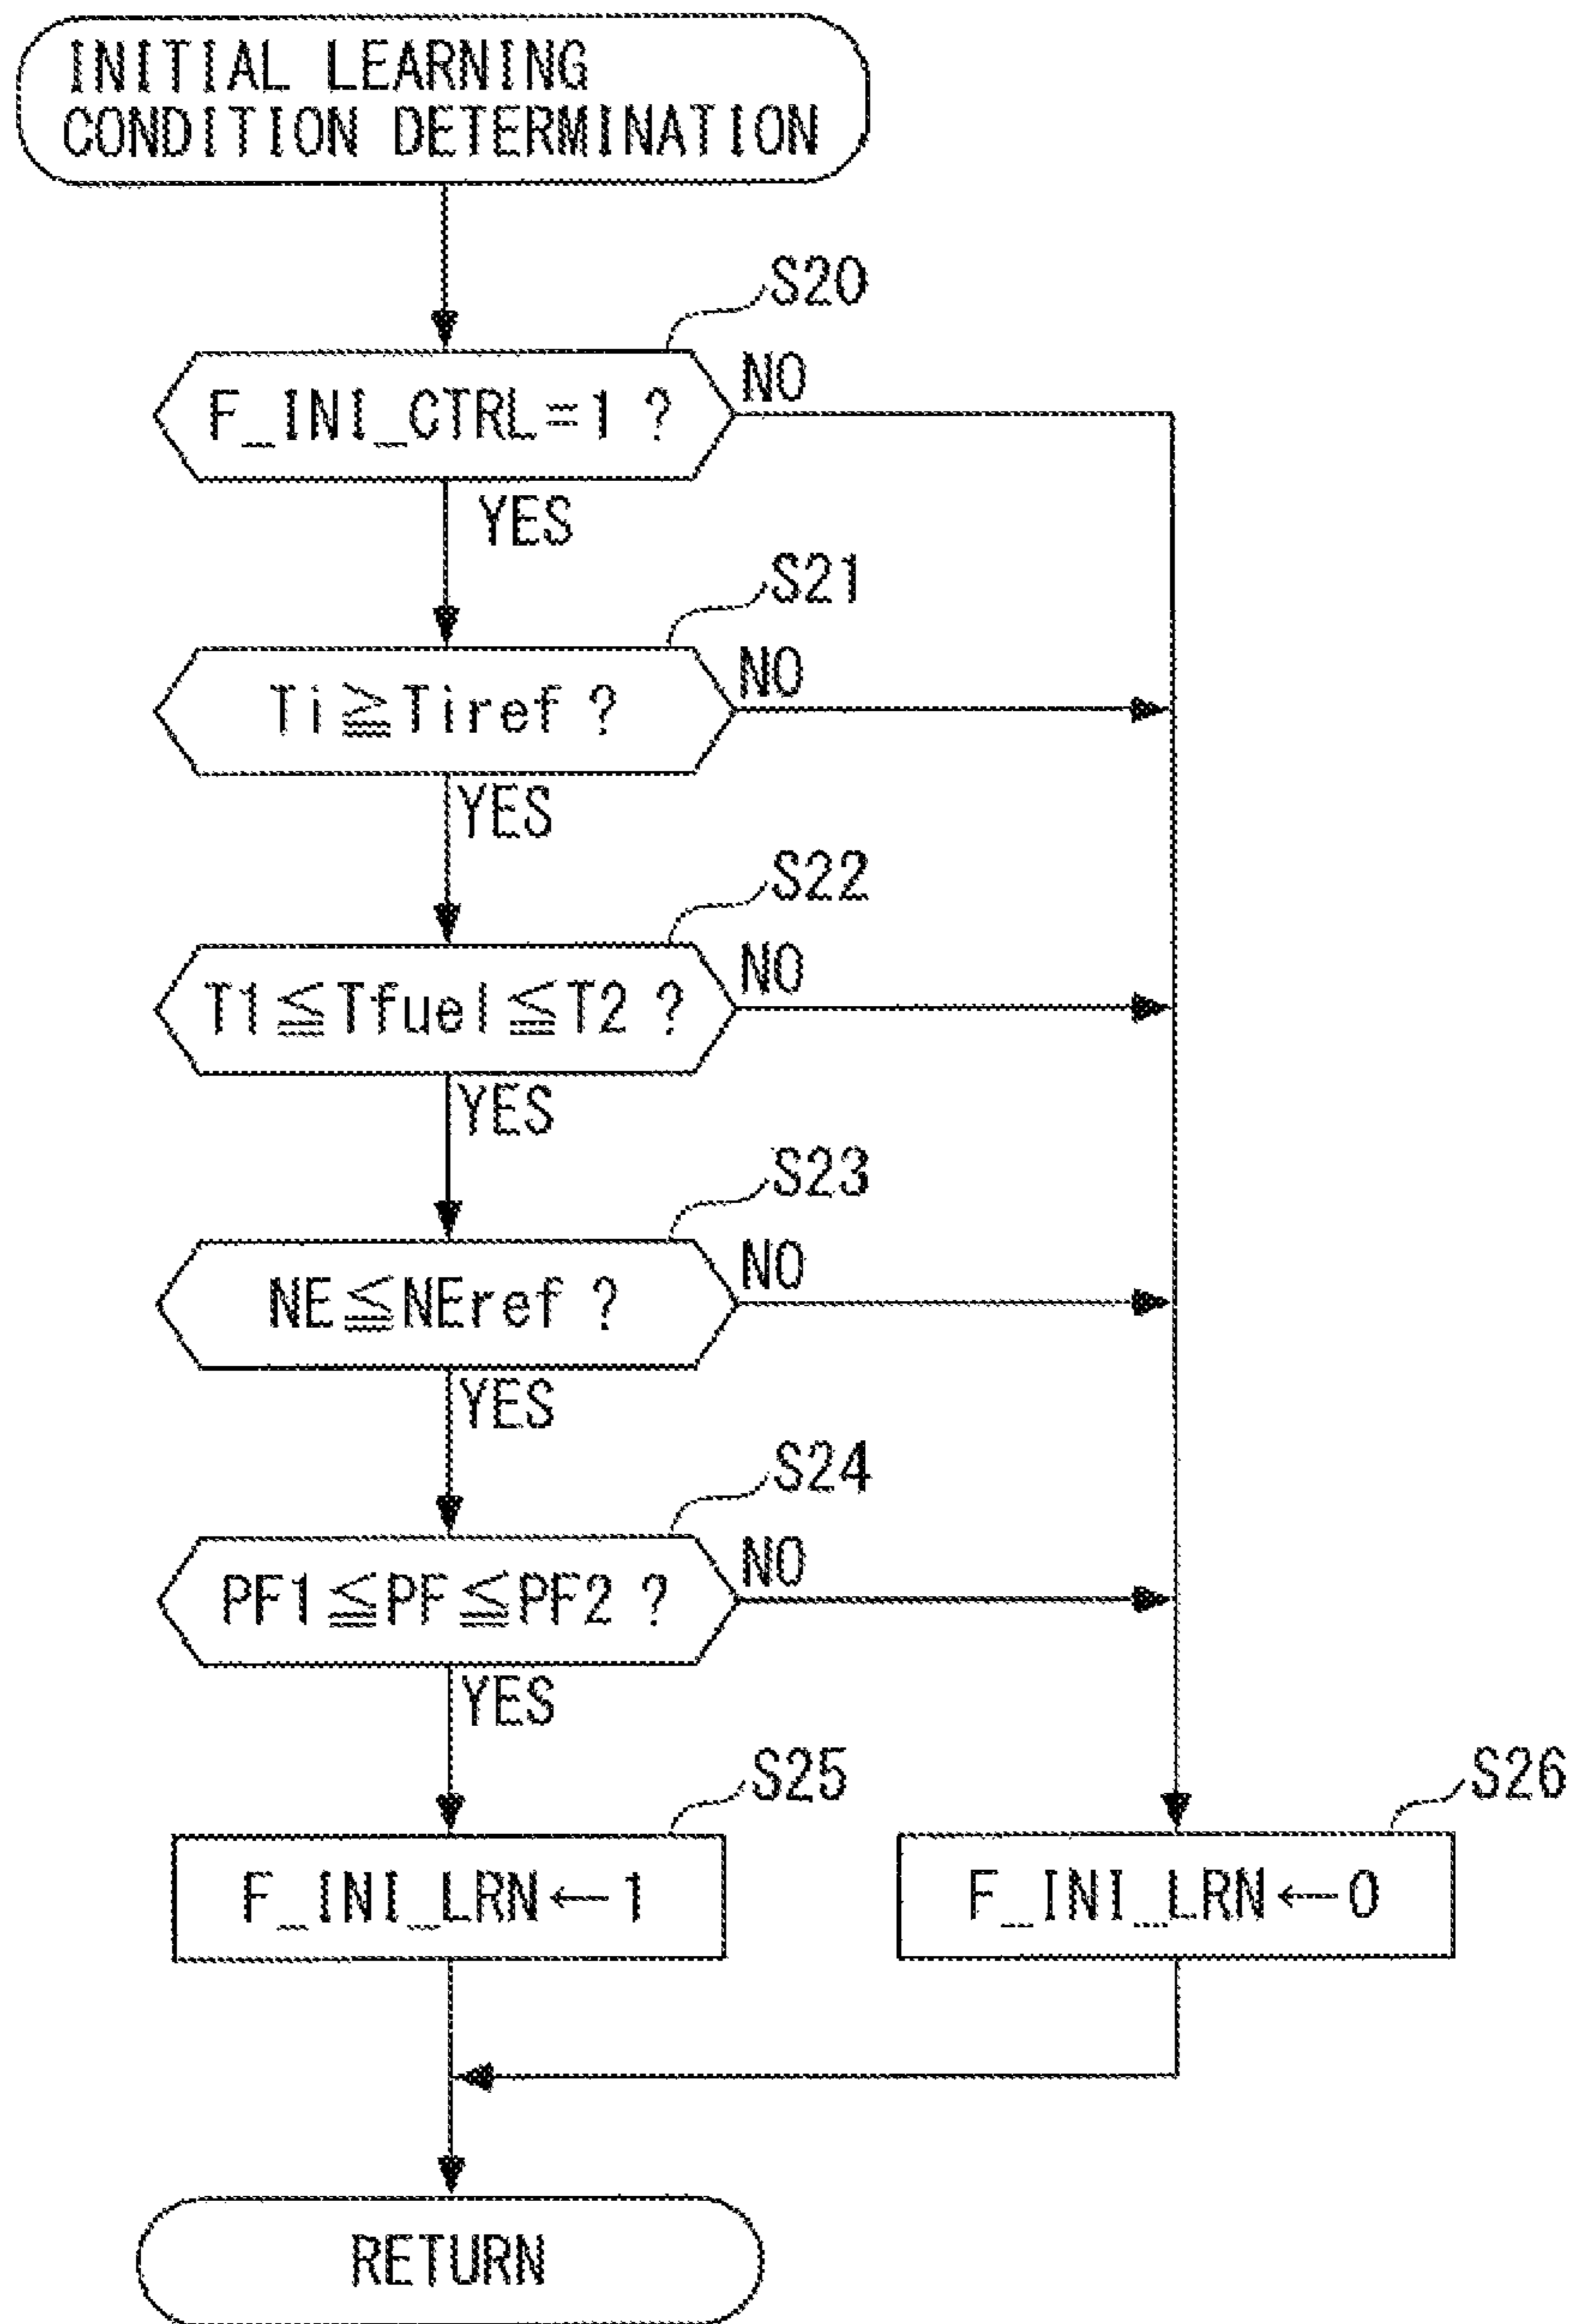 INITIAL LEARNING
CONDITION DETERMINATION
S20
F_INI_CTRL=1 ?
NO
YES
S21
Ti≧Tiref ?
NO
YES
S22
T1≦Tfuel≦T2 ?
NO
YES
S23
NE≦NEref ?
NO
YES
S24
PF1≦PF≦PF2 ?
NO
YES
S25
F_INI_LRN←1
S26
F_INI_LRN←0
RETURN